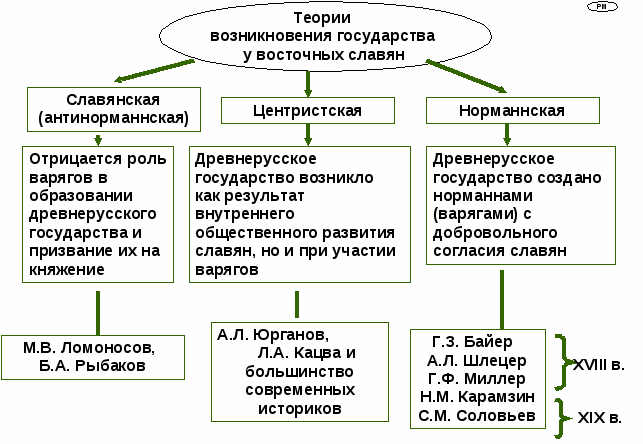 РIII
Теории
возникновения государства
у восточных славян
Славянская
(антинорманнская)
Центристская
Норманнская
Отрицается роль
варягов в
образовании
древнерусского
государства и
призвание их на
княжение
Древнерусское
государство возникло
как результат
внутреннего
общественного развития
славян, но и при участии
варягов
Древнерусское
государство создано
норманнами
(варягами) с
добровольного
согласия славян
М.В. Ломоносов,
Б.А. Рыбаков
А.Л. Юрганов,
Л.А. Кацва и
большинство
современных
историков
Г.З. Байер
А.Л. Шлецер
Г.Ф. Миллер
Н.М. Карамзин
С.М. Соловьев
XVIII в.
XIX в.